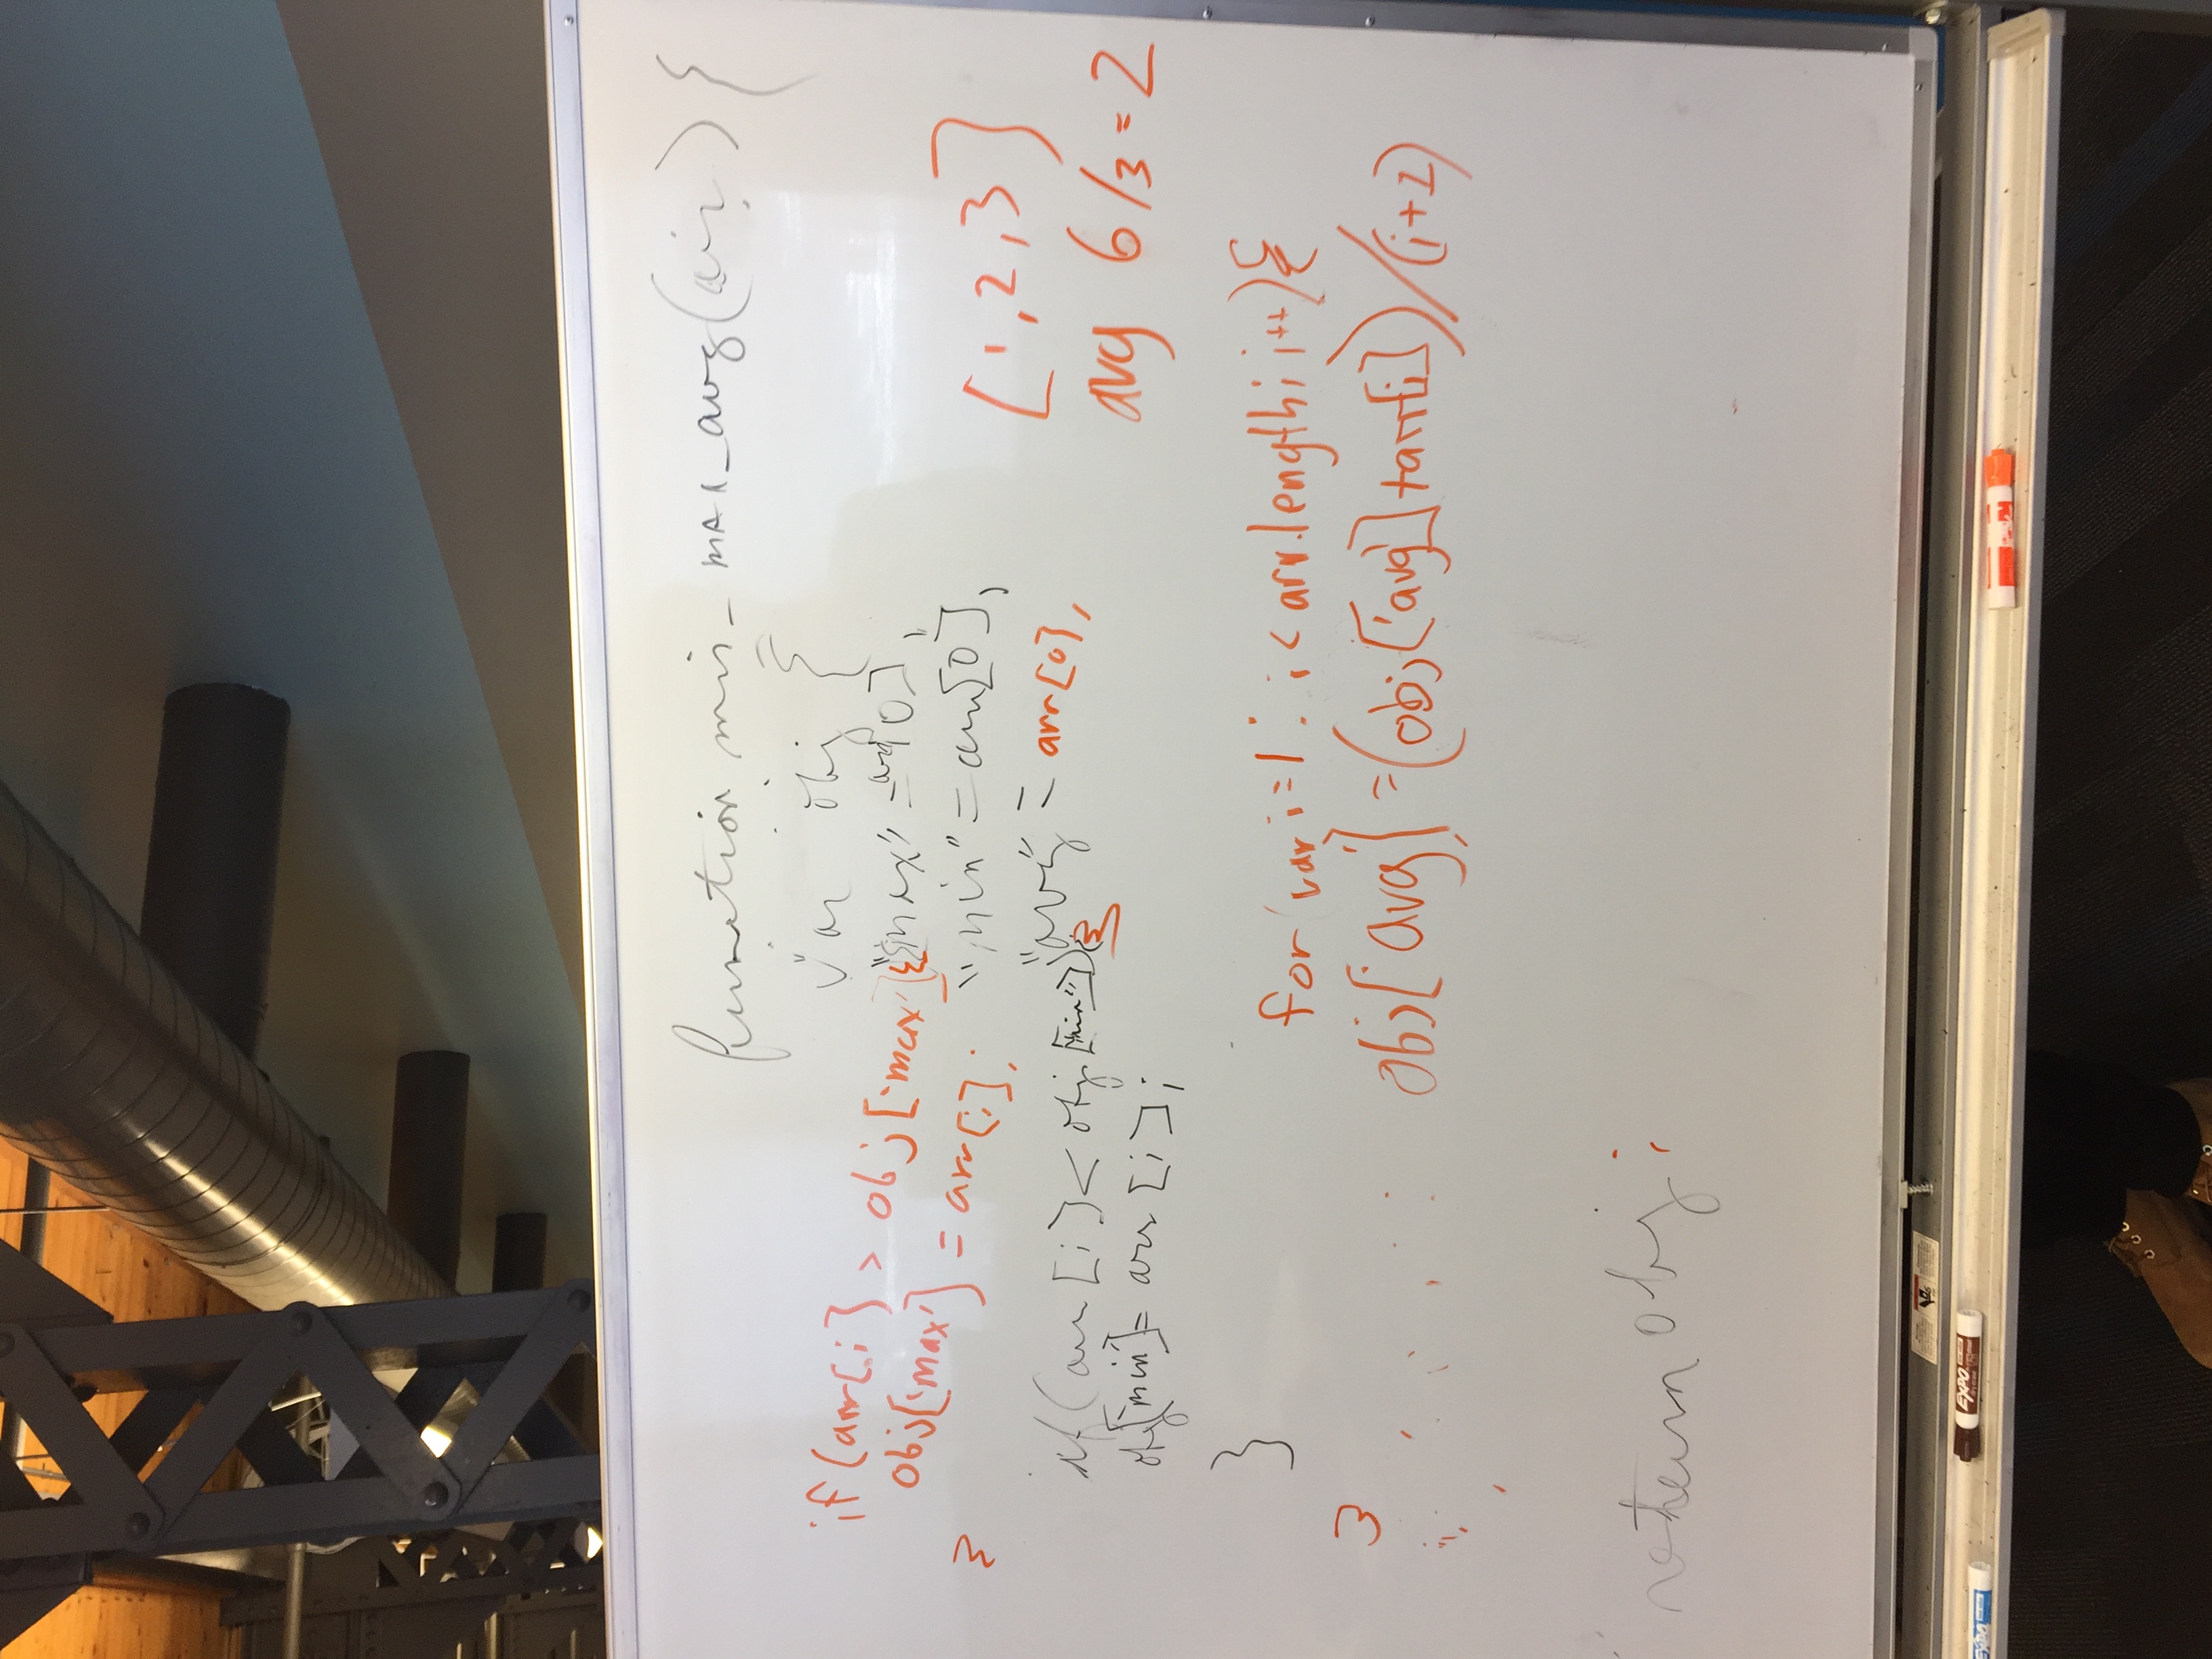 function min_MAX_avg(arr) {
var obj {
"max" = arr[0],
"min" = arr[0],
"avg" = arr[0],
[1,2,3]
avg 6/3=2
for (var i=1; i < arr.length; i++){
obj['avg'] = (obj['avg'] + arr[i])/(i+1)
if (arr[i] > obj['max'] {
obj['max'] = arr[i];
}
if (arr[i] < obj["min"]) {
obj['min'] = arr[i];
}
}
return obj;
EXPO
EXPO